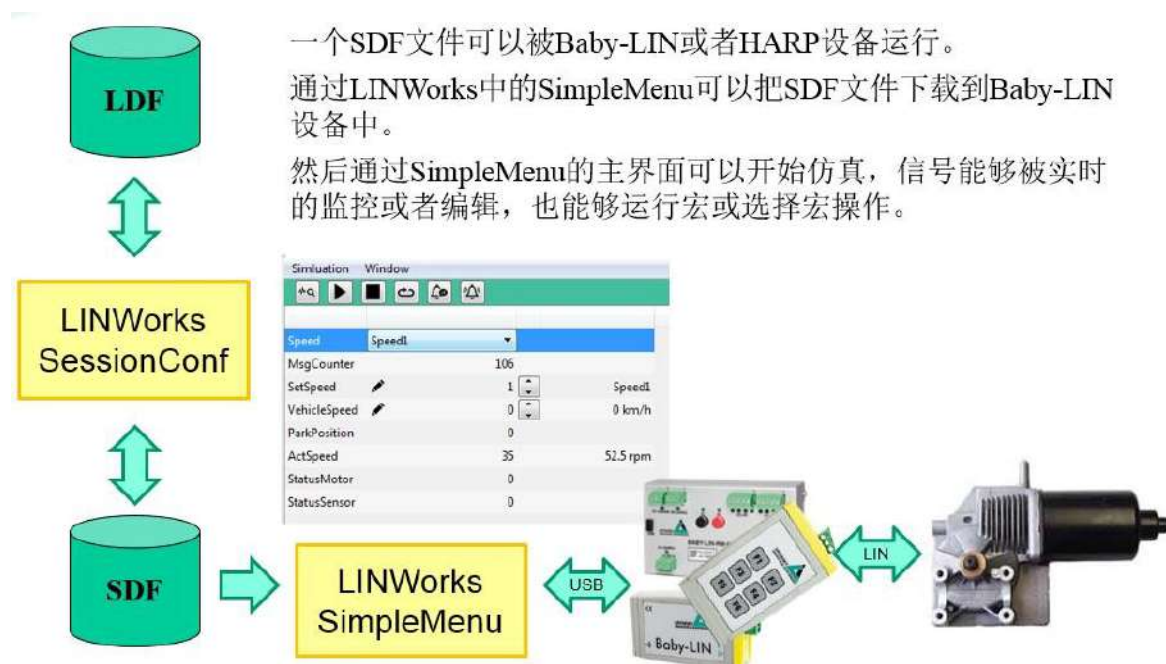 LDF
一个SDF文件可以被Baby-LIN或者HARP设备运行。
通过LINWorks中的SimpleMenu可以把SDF文件下载到Baby-LIN
设备中。
然后通过SimpleMenu的主界面可以开始仿真，信号能够被实时
的监控或者编辑，也能够运行宏或选择宏操作。
LINWorks
SessionConf
Simluation Window
Speed Speed1
MsgCounter 106
SetSpeed 1 Speed1
VehicleSpeed 0 0 km/h
ParkPosition 0
ActSpeed 35 52.5 rpm
StatusMotor 0
StatusSensor 0
SDF
LINWorks
SimpleMenu
USB
Baby-LIN
LIN